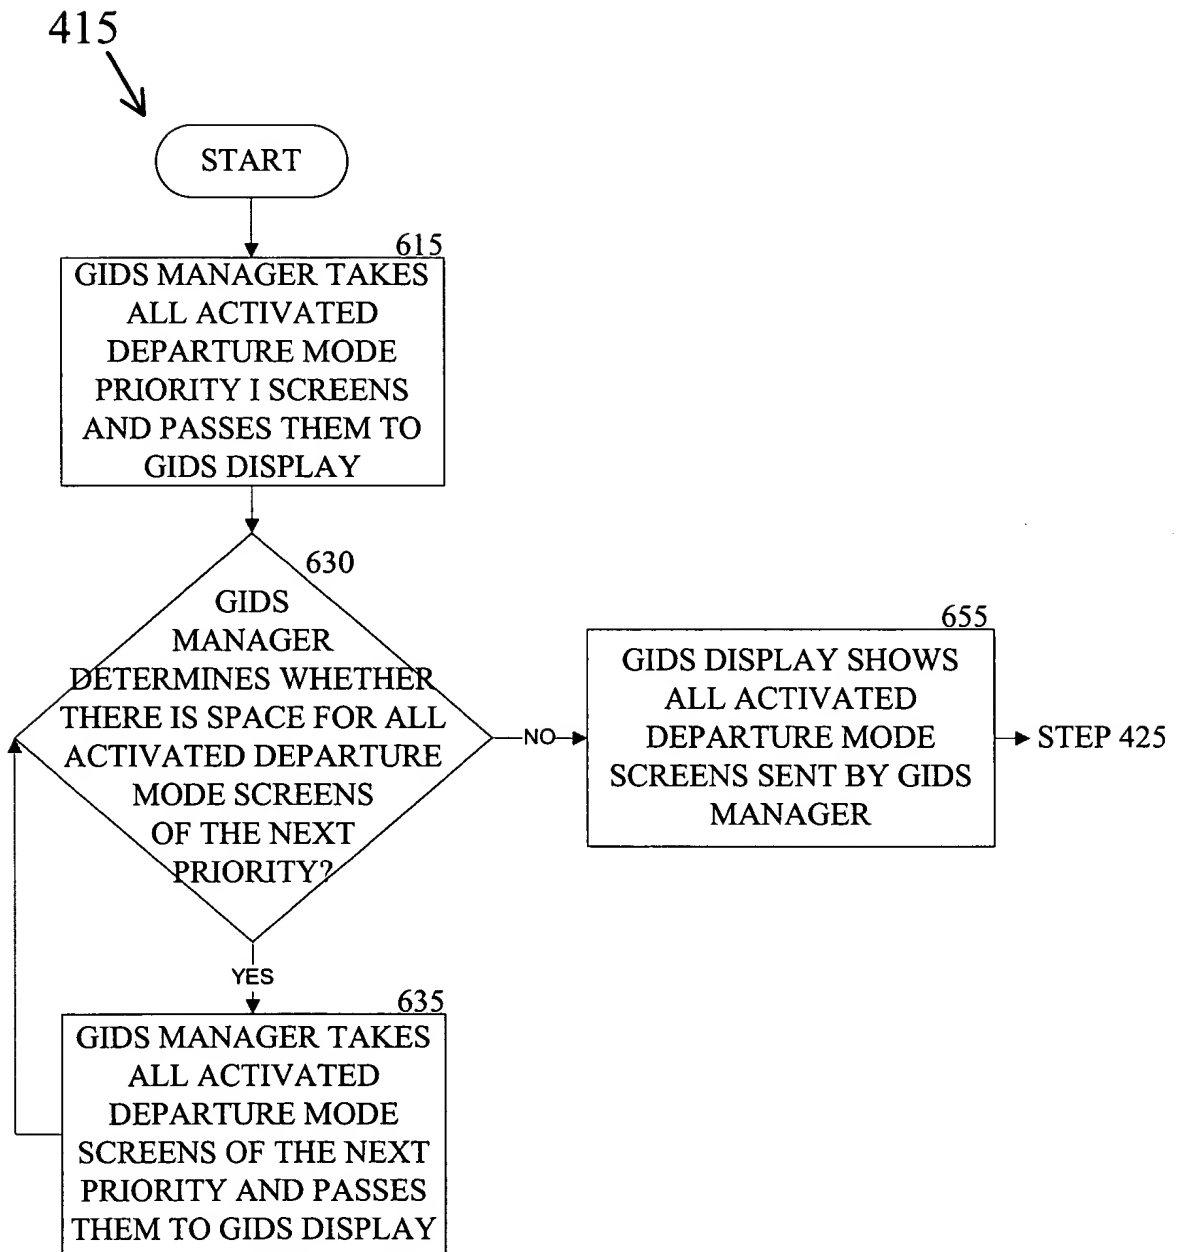 415
START
615
GIDS MANAGER TAKES
ALL ACTIVATED
DEPARTURE MODE
PRIORITY I SCREENS
AND PASSES THEM TO
GIDS DISPLAY
630
GIDS
MANAGER
DETERMINES WHETHER
THERE IS SPACE FOR ALL
ACTIVATED DEPARTURE
MODE SCREENS
OF THE NEXT
PRIORITY?
NO
655
GIDS DISPLAY SHOWS
ALL ACTIVATED
DEPARTURE MODE
SCREENS SENT BY GIDS
MANAGER
STEP 425
YES
635
GIDS MANAGER TAKES
ALL ACTIVATED
DEPARTURE MODE
SCREENS OF THE NEXT
PRIORITY AND PASSES
THEM TO GIDS DISPLAY